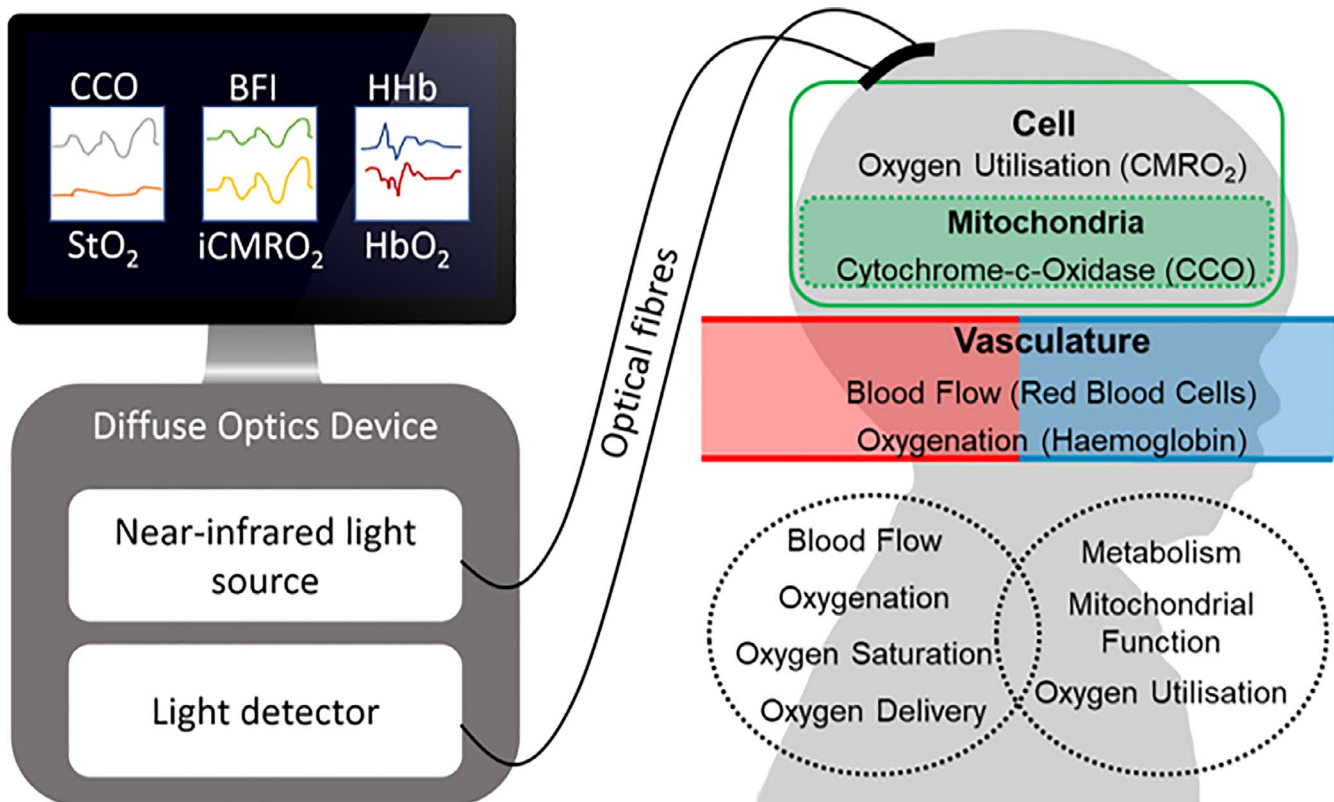 CCO
BFI
HHb
StO₂
iCMRO₂
HbO₂
Diffuse Optics Device
Near-infrared light
source
Light detector
Optical fibres
Cell
Oxygen Utilisation (CMRO₂)
Mitochondria
Cytochrome-c-Oxidase (CCO)
Vasculature
Blood Flow (Red Blood Cells)
Oxygenation (Haemoglobin)
Blood Flow
Oxygenation
Oxygen Saturation
Oxygen Delivery
Metabolism
Mitochondrial
Function
Oxygen Utilisation